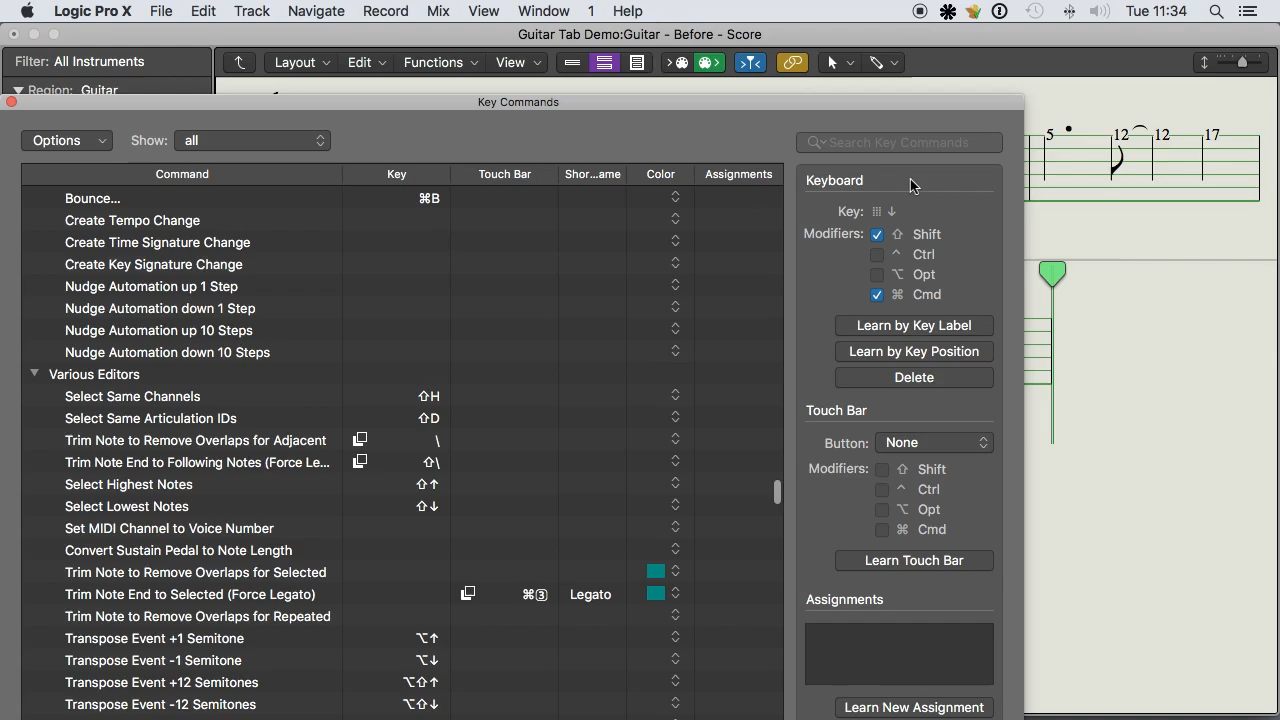 Logic Pro X File Edit Track Navigate Record Mix View Window 1 Help Tue 11:34
Guitar Tab Demo:Guitar - Before - Score
Filter: All Instruments Layout Edit Functions View
Region: Guitar
Key Commands
Options Show: all Search Key Commands
5 12 12 17
Command Key Touch Bar Shor...ame Color Assignments
Bounce... ⌘B
Create Tempo Change
Create Time Signature Change
Create Key Signature Change
Nudge Automation up 1 Step
Nudge Automation down 1 Step
Nudge Automation up 10 Steps
Nudge Automation down 10 Steps
Various Editors
Select Same Channels ⇧H
Select Same Articulation IDs ⇧D
Trim Note to Remove Overlaps for Adjacent \
Trim Note End to Following Notes (Force Le... ⇧\
Select Highest Notes ⇧↑
Select Lowest Notes ⇧↓
Set MIDI Channel to Voice Number
Convert Sustain Pedal to Note Length
Trim Note to Remove Overlaps for Selected
Trim Note End to Selected (Force Legato) ⌘3 Legato
Trim Note to Remove Overlaps for Repeated
Transpose Event +1 Semitone ⌥↑
Transpose Event -1 Semitone ⌥↓
Transpose Event +12 Semitones ⌥⇧↑
Transpose Event -12 Semitones ⌥⇧↓
Keyboard
Key: ↓
Modifiers: ⇧ Shift
⌃ Ctrl
⌥ Opt
⌘ Cmd
Learn by Key Label
Learn by Key Position
Delete
Touch Bar
Button: None
Modifiers: ⇧ Shift
⌃ Ctrl
⌥ Opt
⌘ Cmd
Learn Touch Bar
Assignments
Learn New Assignment